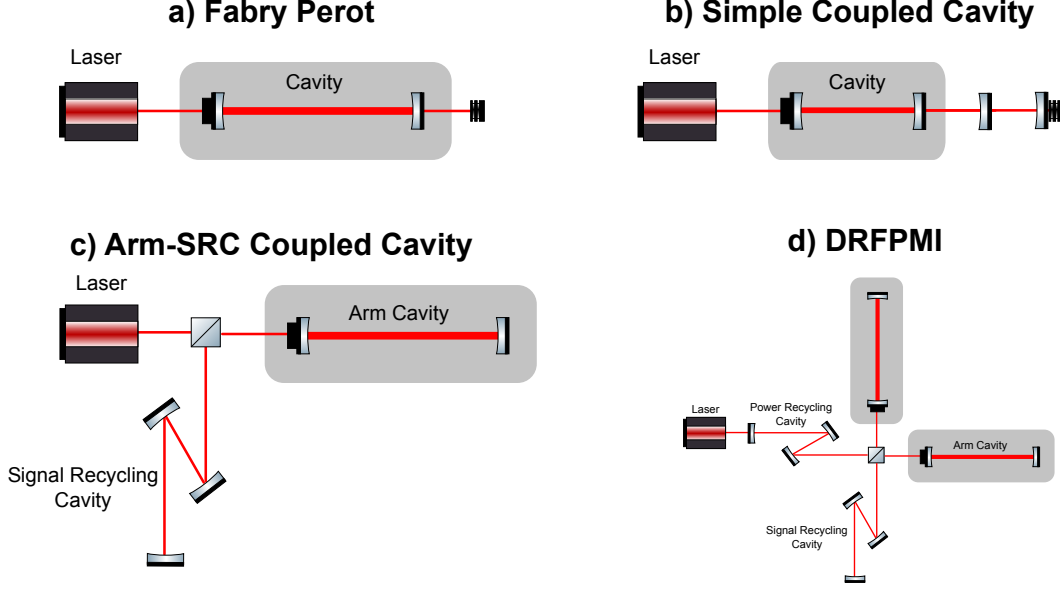 a) Fabry Perot
Laser
Cavity
b) Simple Coupled Cavity
Laser
Cavity
c) Arm-SRC Coupled Cavity
Laser
Arm Cavity
Signal Recycling
Cavity
d) DRFPMI
Laser
Power Recycling
Cavity
Arm Cavity
Signal Recycling
Cavity